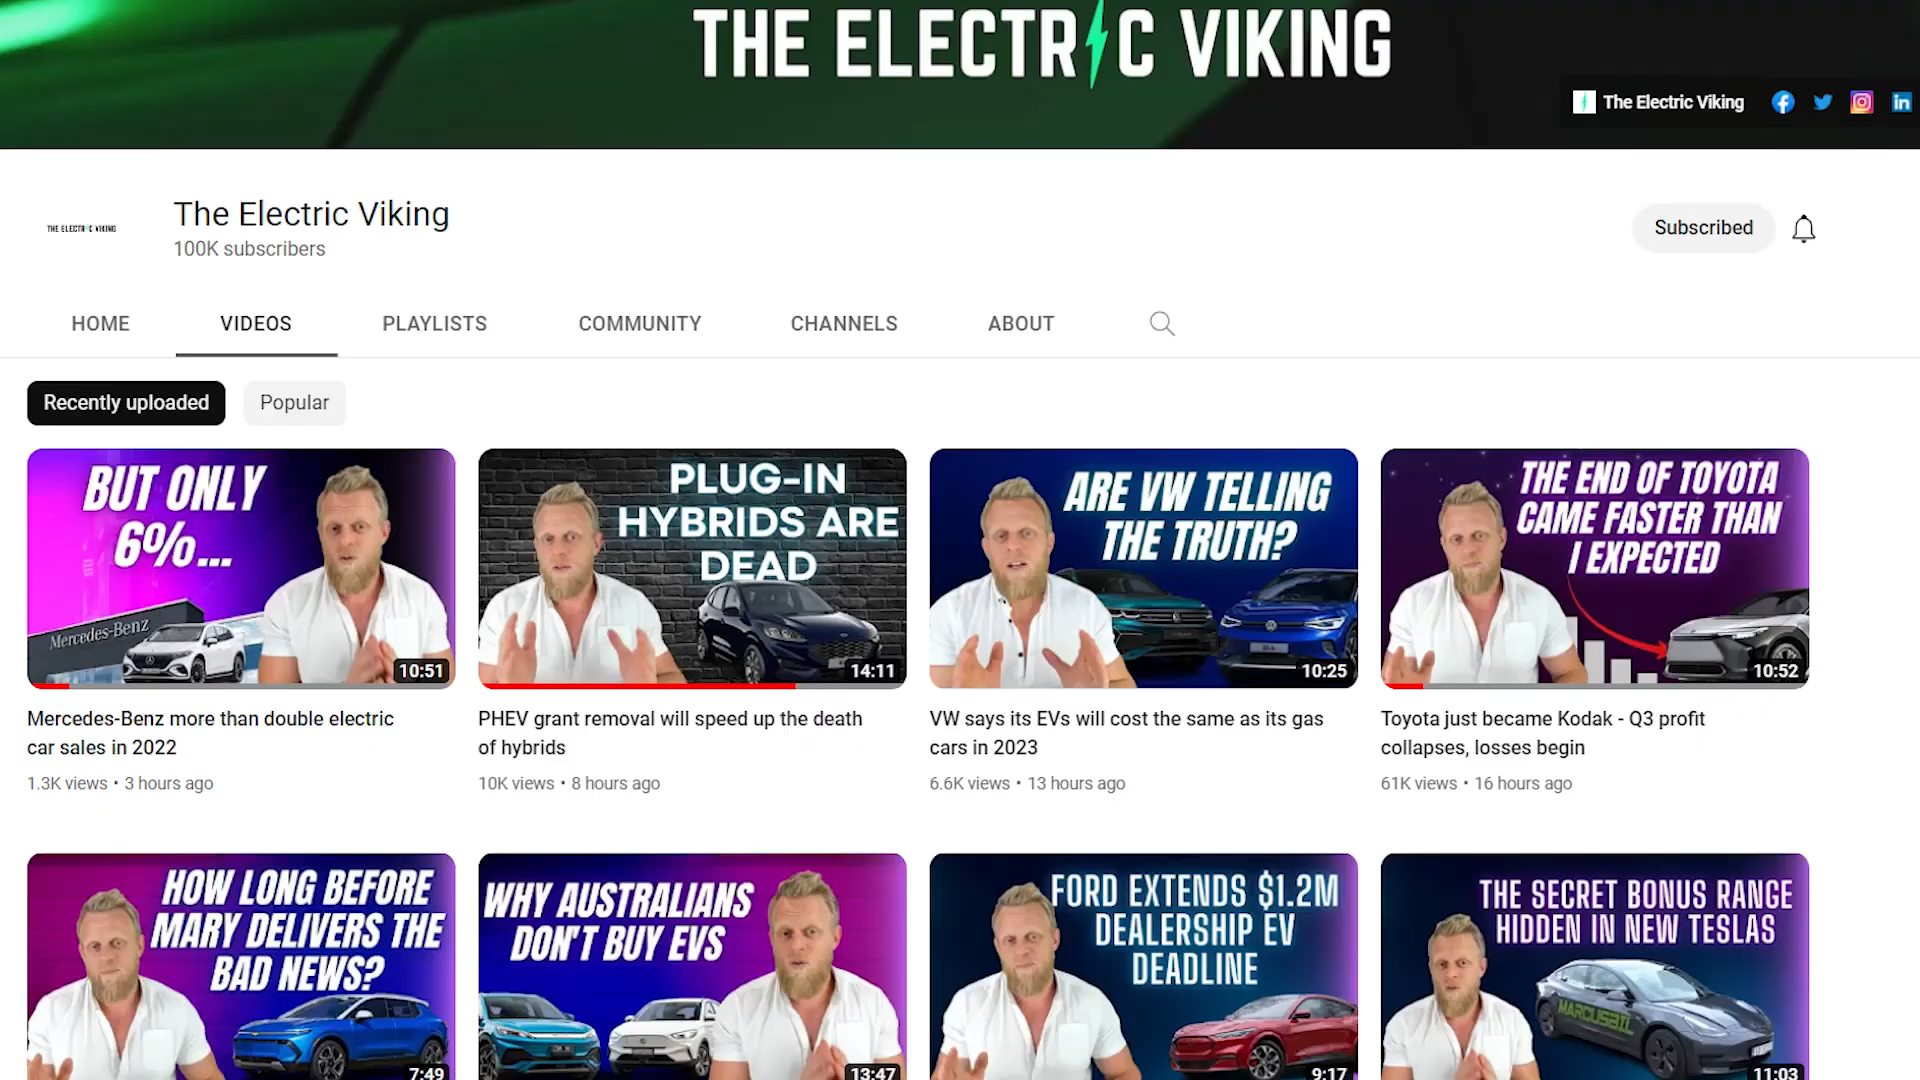 THE ELECTRIC VIKING
The Electric Viking
THE ELECTRIC VIKING
The Electric Viking
100K subscribers
Subscribed
HOME
VIDEOS
PLAYLISTS
COMMUNITY
CHANNELS
ABOUT
Recently uploaded
Popular
BUT ONLY
6%...
Mercedes-Benz
10:51
PLUG-IN
HYBRIDS ARE
DEAD
14:11
ARE VW TELLING
THE TRUTH?
10:25
THE END OF TOYOTA
CAME FASTER THAN
I EXPECTED
10:52
Mercedes-Benz more than double electric
car sales in 2022
1.3K views • 3 hours ago
PHEV grant removal will speed up the death
of hybrids
10K views • 8 hours ago
VW says its EVs will cost the same as its gas
cars in 2023
6.6K views • 13 hours ago
Toyota just became Kodak - Q3 profit
collapses, losses begin
61K views • 16 hours ago
HOW LONG BEFORE
MARY DELIVERS THE
BAD NEWS?
7:49
WHY AUSTRALIANS
DON'T BUY EVS
13:47
FORD EXTENDS $1.2M
DEALERSHIP EV
DEADLINE
9:17
THE SECRET BONUS RANGE
HIDDEN IN NEW TESLAS
11:03